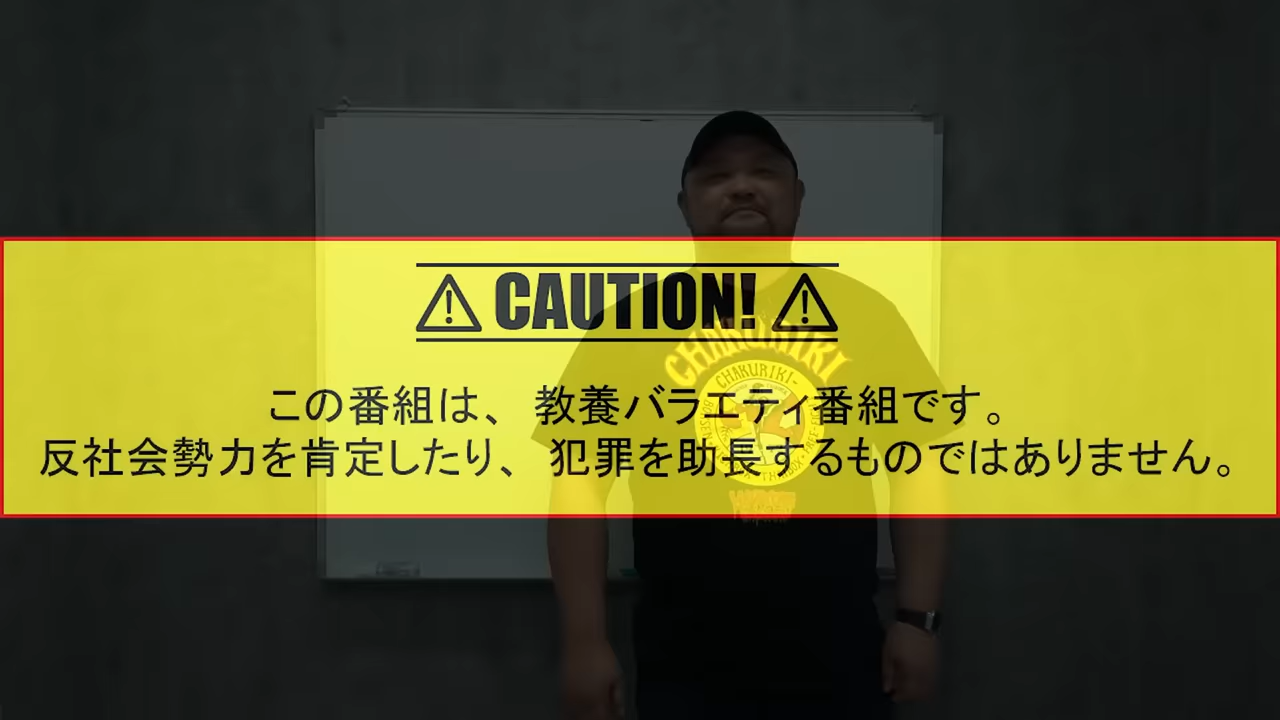 CAUTION!
この番組は、教養バラエティ番組です。
反社会勢力を肯定したり、犯罪を助長するものではありません。
CHAKURIKI
CHAKURIKI-